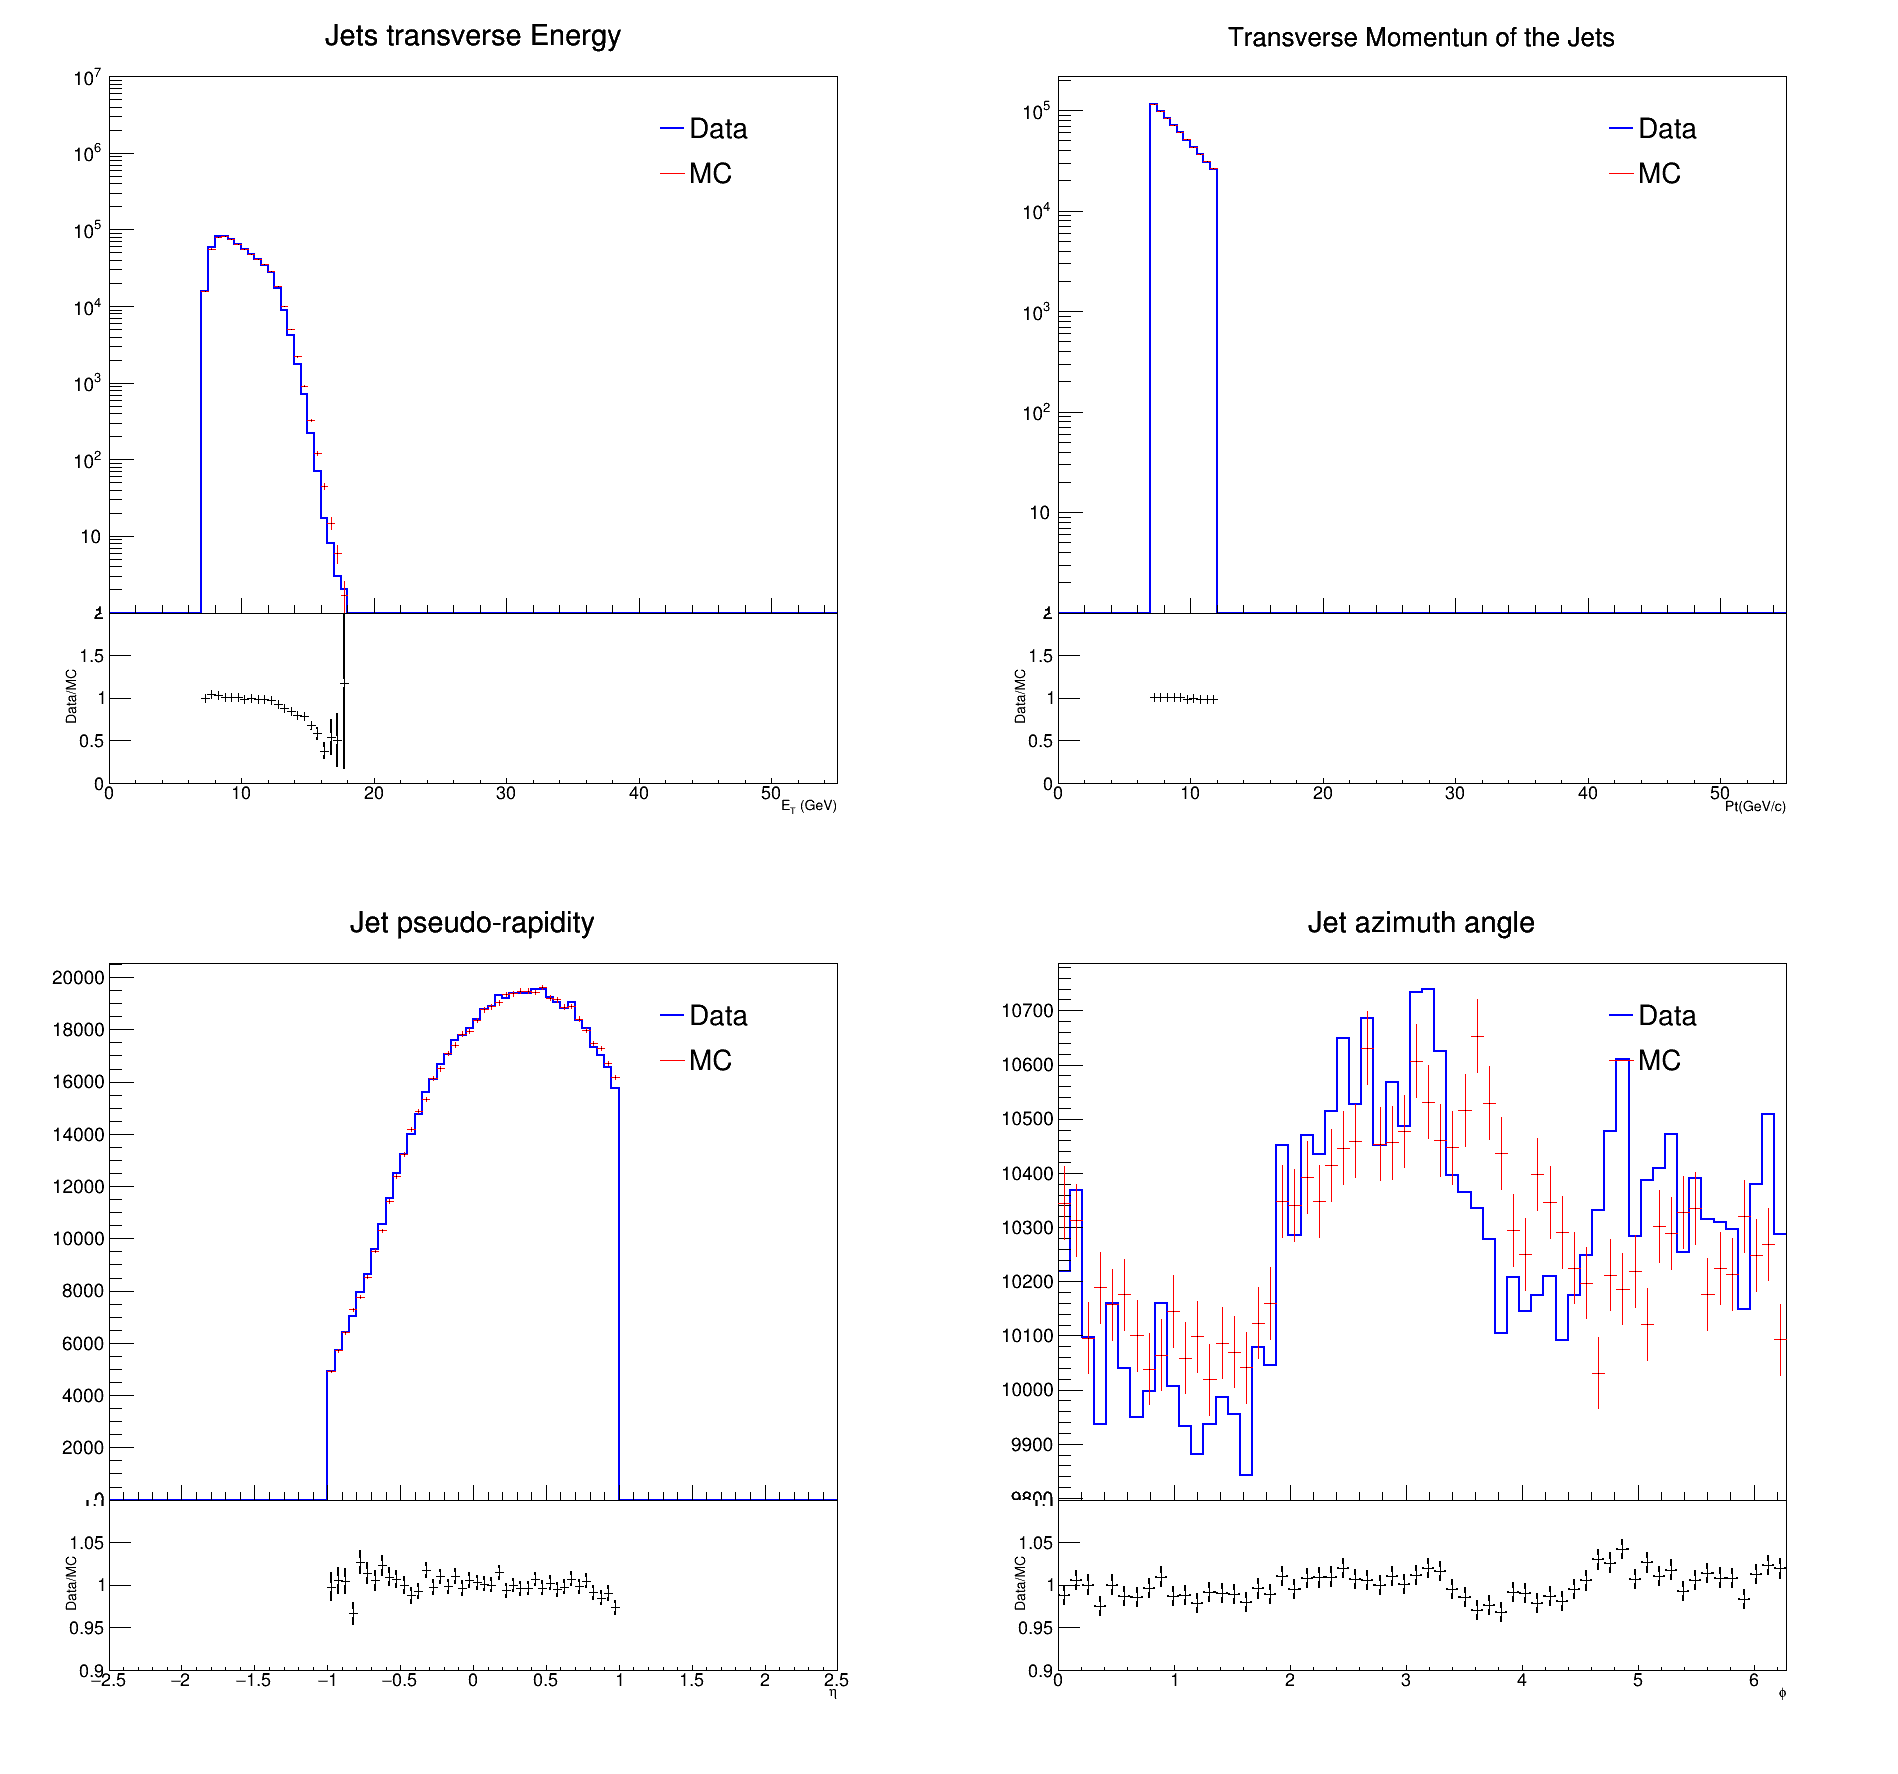 Jets transverse Energy
10^7
10^6
10^5
10^4
10^3
10^2
10
Data
MC
2
1.5
1
0.5
0
Data/MC
0 10 20 30 40 50
E_T (GeV)
Transverse Momentun of the Jets
10^5
10^4
10^3
10^2
10
Data
MC
2
1.5
1
0.5
0
Data/MC
0 10 20 30 40 50
Pt(GeV/c)
Jet pseudo-rapidity
20000
18000
16000
14000
12000
10000
8000
6000
4000
2000
Data
MC
1.05
1
0.95
0.9
Data/MC
−2.5 −2 −1.5 −1 −0.5 0 0.5 1 1.5 2 2.5
η
Jet azimuth angle
10700
10600
10500
10400
10300
10200
10100
10000
9900
9800
Data
MC
1.05
1
0.95
0.9
Data/MC
0 1 2 3 4 5 6
ϕ